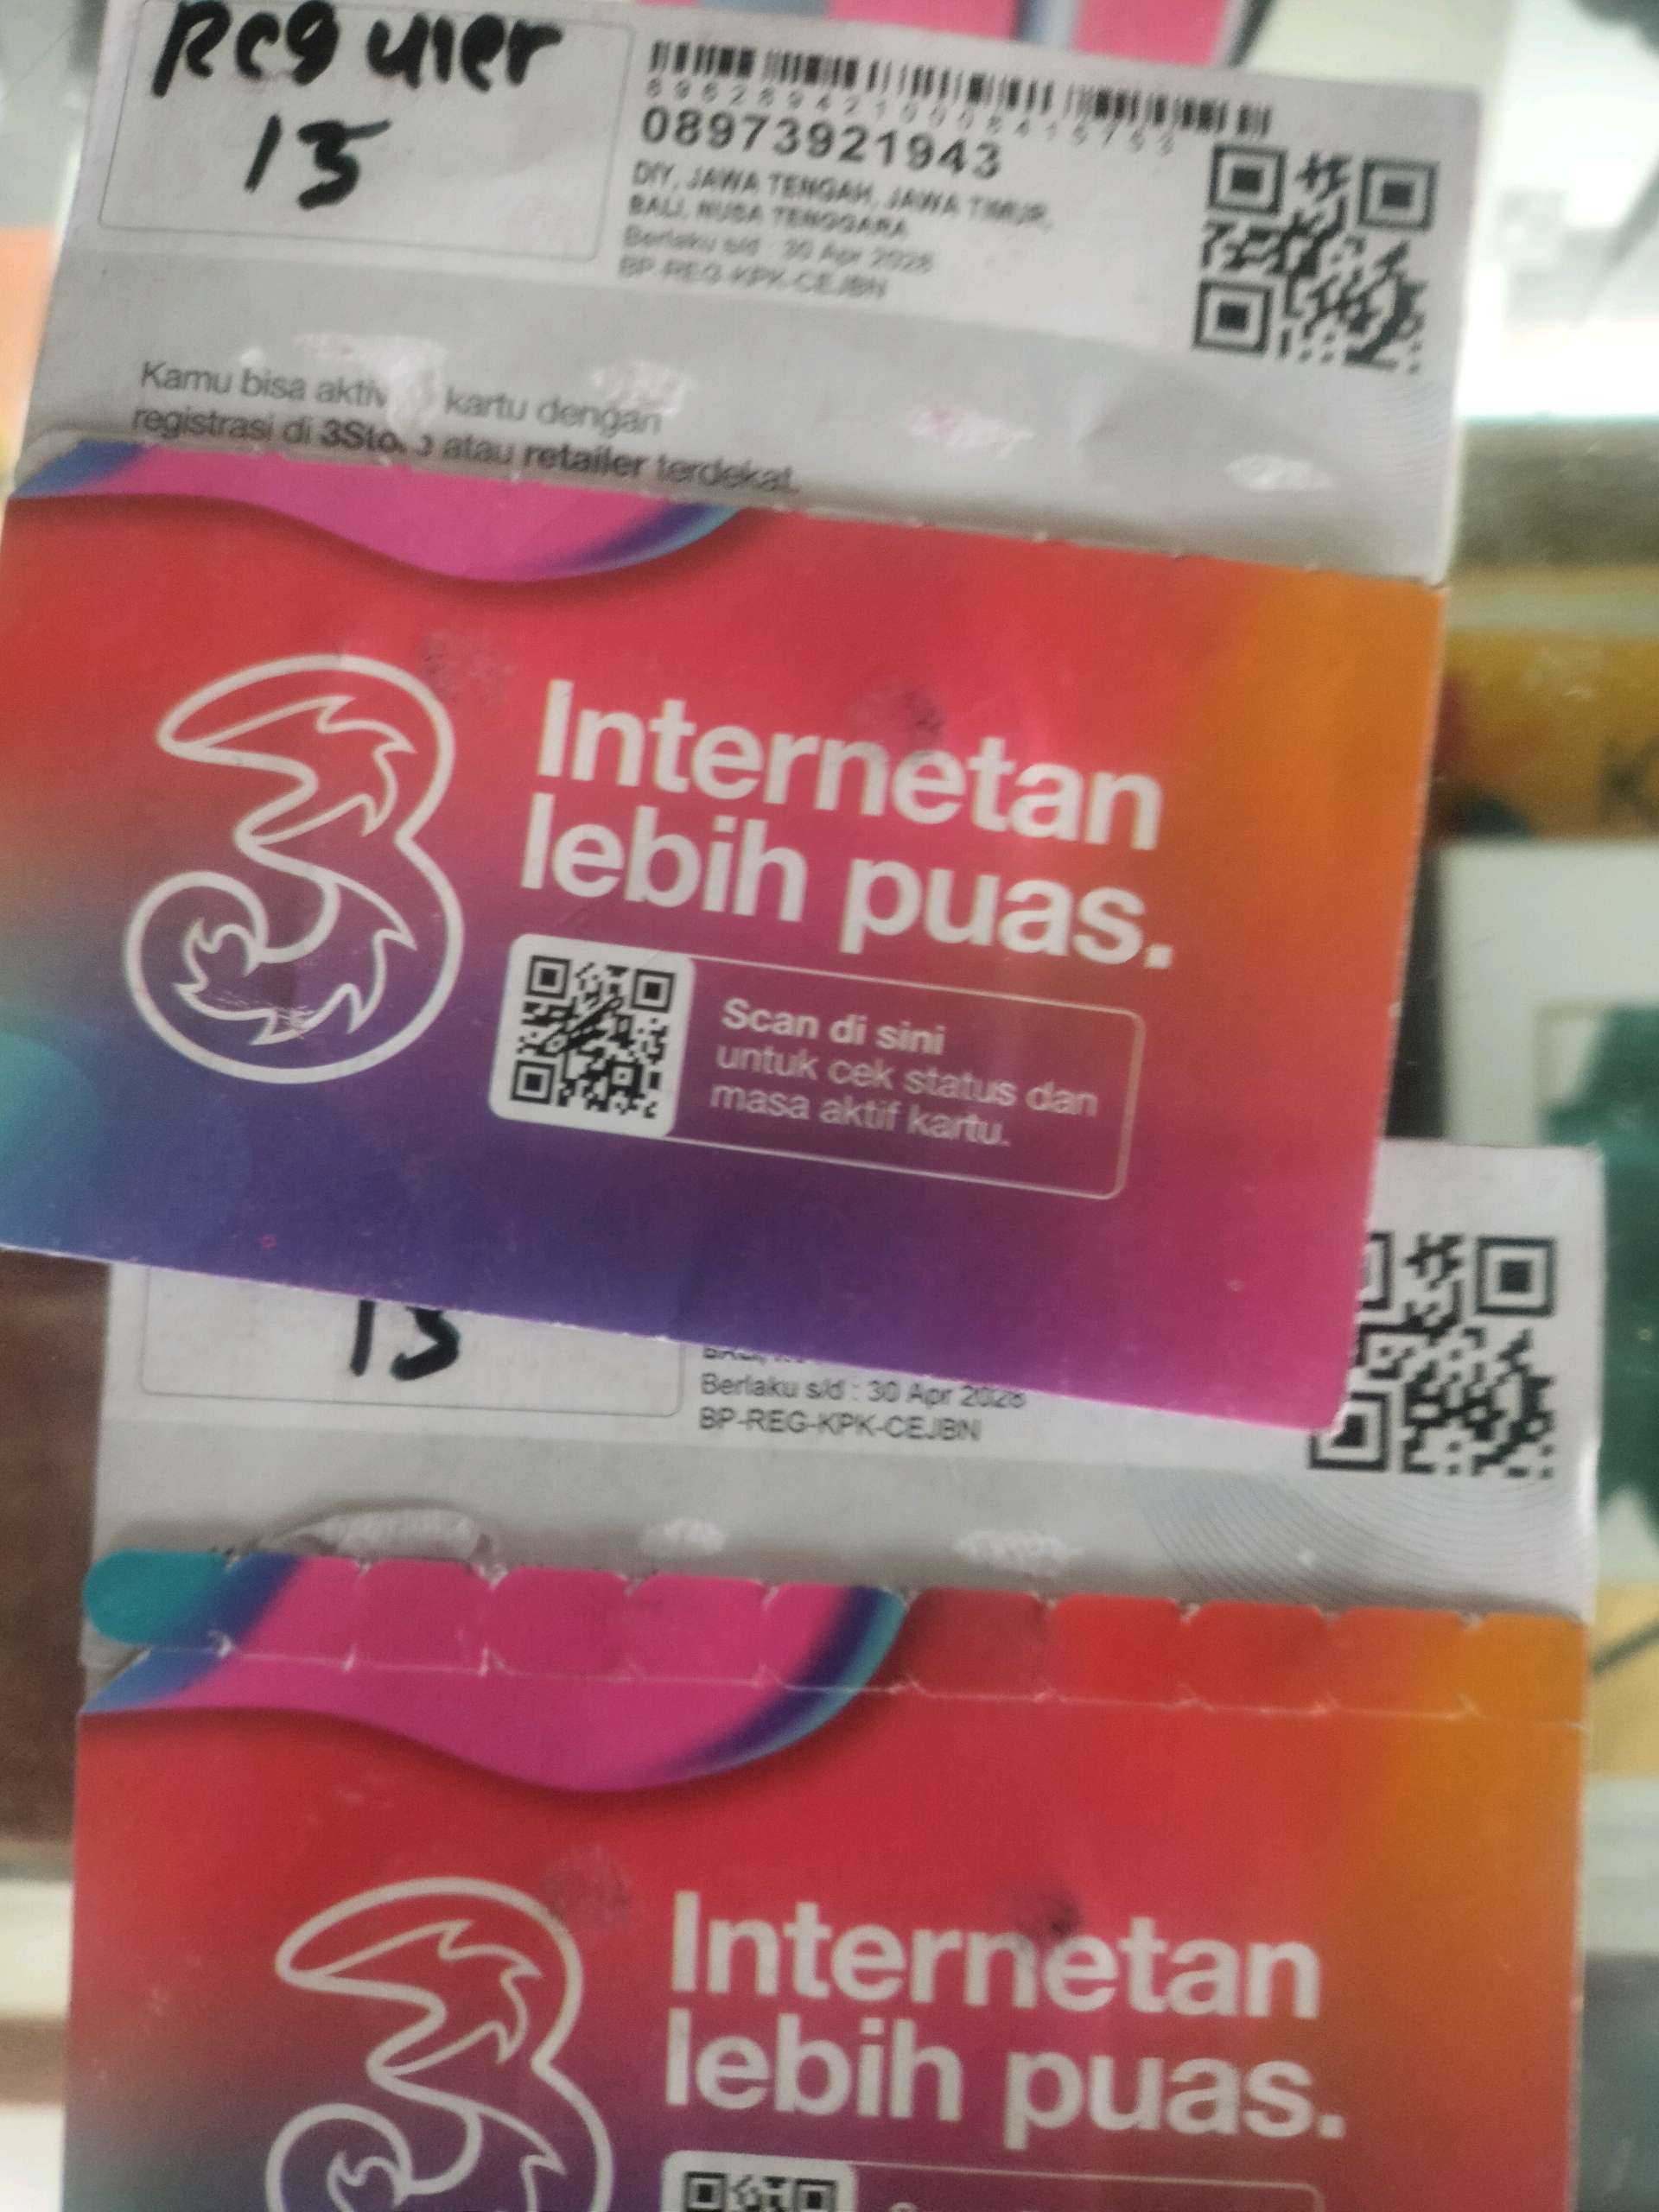 Reguler
15
08973921943
DIY, JAWA TENGAH, JAWA TIMUR,
BALI, NUSA TENGGARA
Berlaku s/d : 30 Apr 2028
BP-REG-KPK-CEJBN
Kamu bisa kartu dengan
registrasi di atau retailer terdekat.
3
Internetan
lebih puas.
Scan di sini
untuk cek status dan
masa aktif kartu.
15
Berlaku s/d : 30 Apr 2028
BP-REG-KPK-CEJBN
3
Internetan
lebih puas.